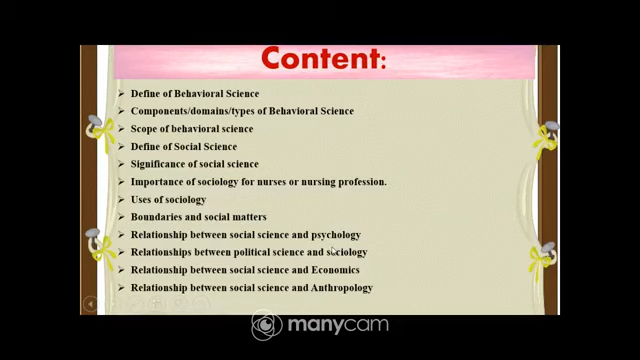 Content:
Define of Behavioral Science
Components/domains/types of Behavioral Science
Scope of behavioral science
Define of Social Science
Significance of social science
Importance of sociology for nurses or nursing profession.
Uses of sociology
Boundaries and social matters
Relationship between social science and psychology
Relationships between political science and sociology
Relationship between social science and Economics
Relationship between social science and Anthropology
manycam